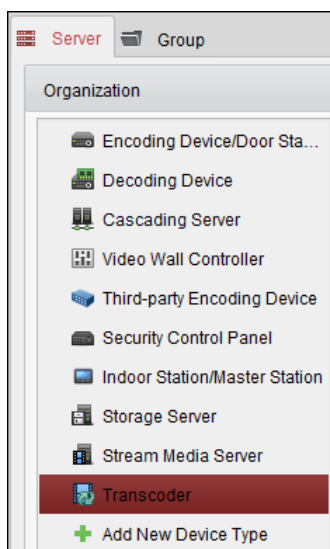 Server
Group
Organization
Encoding Device/Door Sta...
Decoding Device
Cascading Server
Video Wall Controller
Third-party Encoding Device
Security Control Panel
Indoor Station/Master Station
Storage Server
Stream Media Server
Transcoder
Add New Device Type